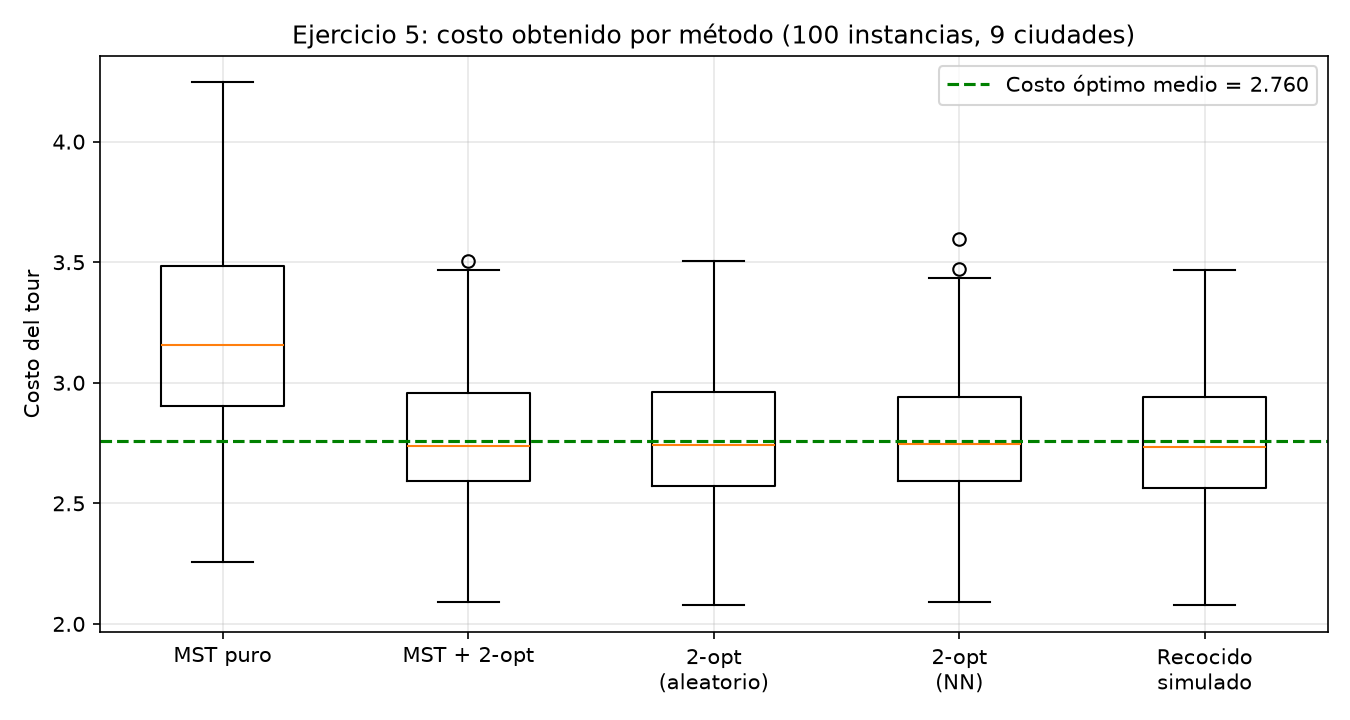 Ejercicio 5: costo obtenido por método (100 instancias, 9 ciudades)
Costo óptimo medio = 2.760
Costo del tour
4.0
3.5
3.0
2.5
2.0
MST puro
MST + 2-opt
2-opt
(aleatorio)
2-opt
(NN)
Recocido
simulado